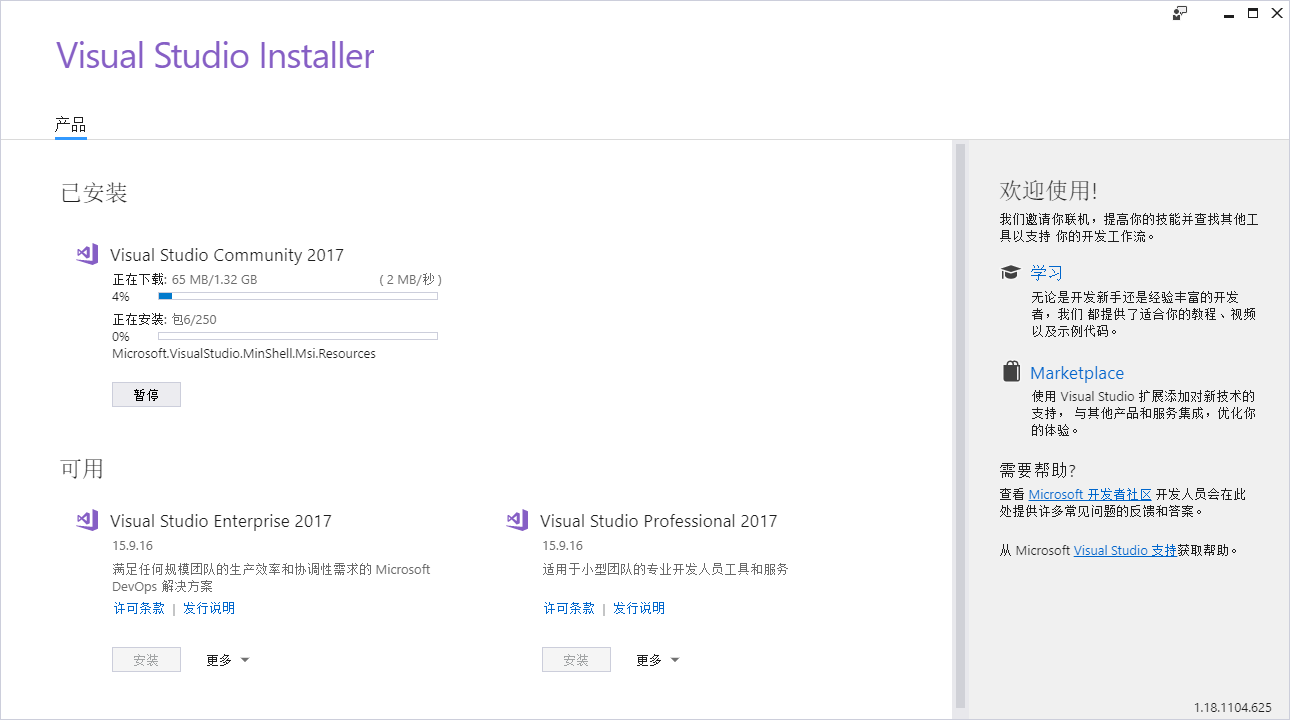 Visual Studio Installer
产品
已安装
Visual Studio Community 2017
正在下载: 65 MB/1.32 GB ( 2 MB/秒 )
4%
正在安装: 包6/250
0%
Microsoft.VisualStudio.MinShell.Msi.Resources
暂停
可用
Visual Studio Enterprise 2017
15.9.16
满足任何规模团队的生产效率和协调性需求的 Microsoft
DevOps 解决方案
许可条款 | 发行说明
安装 更多
Visual Studio Professional 2017
15.9.16
适用于小型团队的专业开发人员工具和服务
许可条款 | 发行说明
安装 更多
欢迎使用!
我们邀请你联机，提高你的技能并查找其他工
具以支持 你的开发工作流。
学习
无论是开发新手还是经验丰富的开发
者，我们 都提供了适合你的教程、视频
以及示例代码。
Marketplace
使用 Visual Studio 扩展添加对新技术的
支持， 与其他产品和服务集成，优化你
的体验。
需要帮助?
查看 Microsoft 开发者社区 开发人员会在此
处提供许多常见问题的反馈和答案。
从 Microsoft Visual Studio 支持获取帮助。
1.18.1104.625